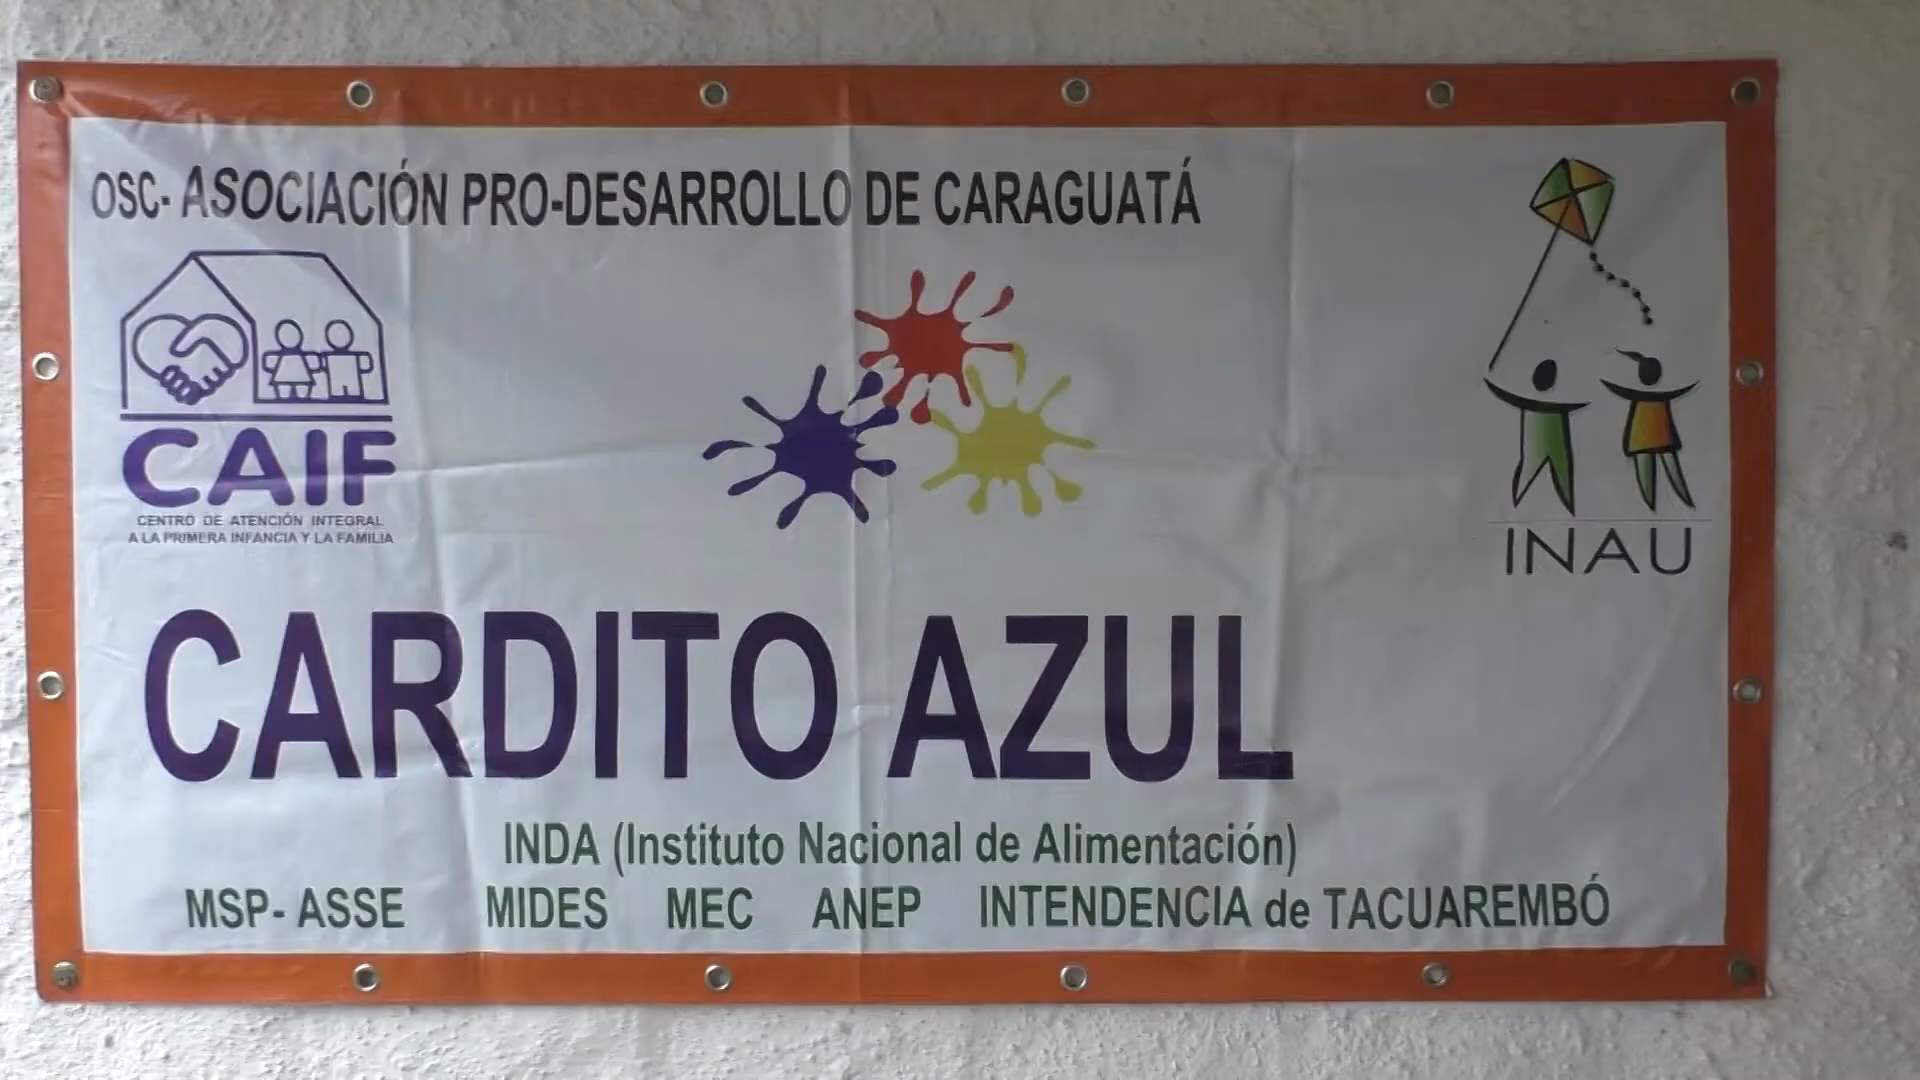 OSC- ASOCIACIÓN PRO-DESARROLLO DE CARAGUATÁ
CAIF
CENTRO DE ATENCIÓN INTEGRAL
A LA PRIMERA INFANCIA Y LA FAMILIA
INAU
CARDITO AZUL
INDA (Instituto Nacional de Alimentación)
MSP- ASSE MIDES MEC ANEP INTENDENCIA de TACUAREMBÓ